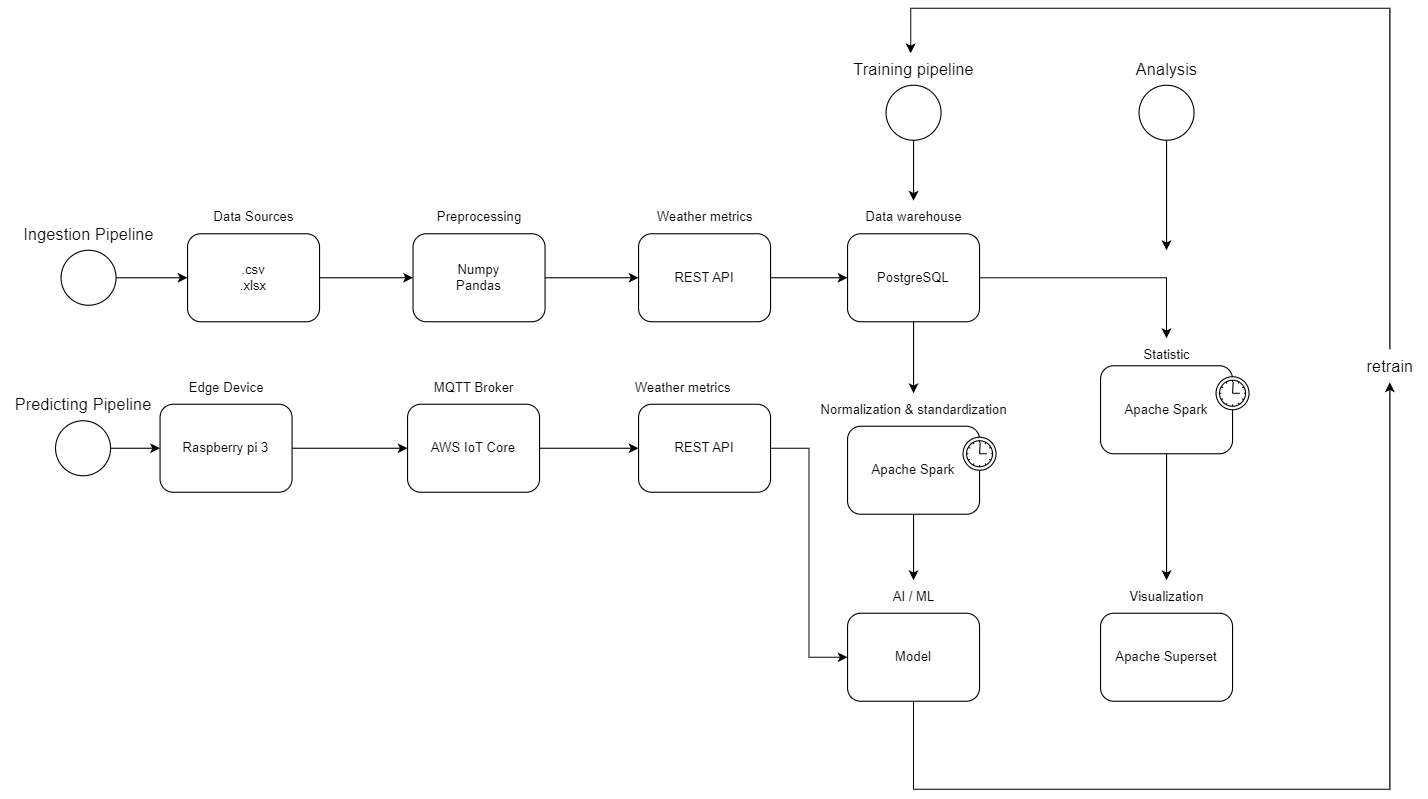 Training pipeline
Analysis
Ingestion Pipeline
Data Sources
Preprocessing
Weather metrics
Data warehouse
.csv
.xlsx
Numpy
Pandas
REST API
PostgreSQL
Statistic
Apache Spark
retrain
Predicting Pipeline
Edge Device
MQTT Broker
Weather metrics
Raspberry pi 3
AWS IoT Core
REST API
Normalization & standardization
Apache Spark
AI / ML
Model
Visualization
Apache Superset